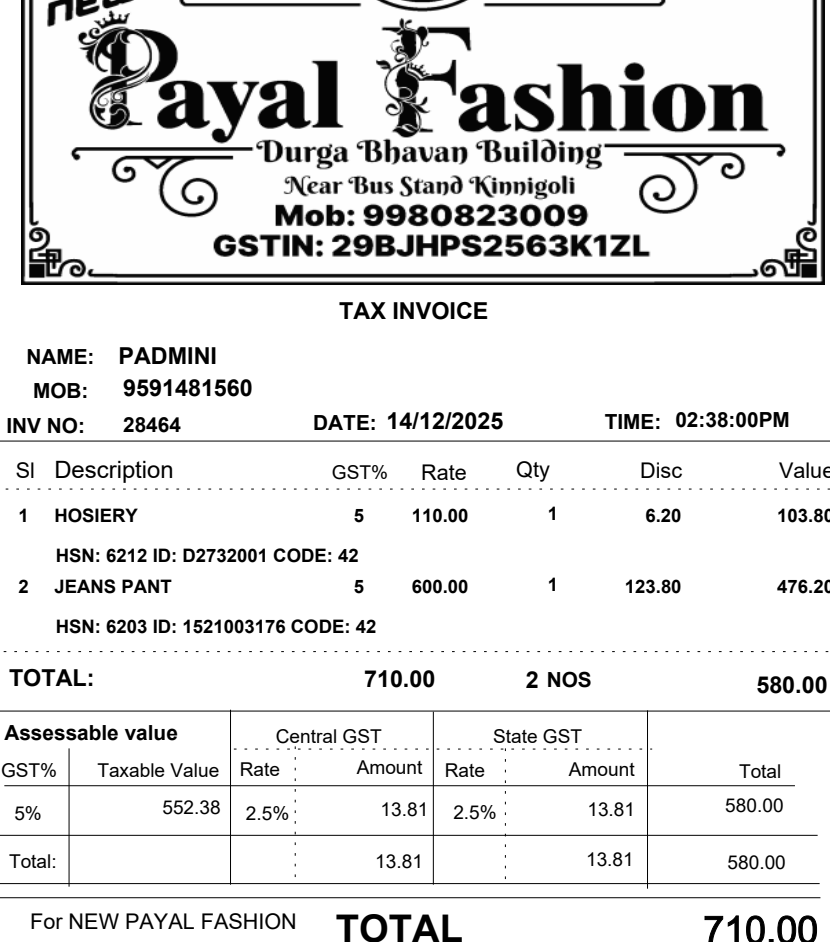 new
Payal Fashion
Durga Bhavan Building
Near Bus Stand Kinnigoli
Mob: 9980823009
GSTIN: 29BJHPS2563K1ZL
TAX INVOICE
NAME: PADMINI
MOB: 9591481560
INV NO: 28464 DATE: 14/12/2025 TIME: 02:38:00PM
Sl Description GST% Rate Qty Disc Value
1 HOSIERY 5 110.00 1 6.20 103.80
HSN: 6212 ID: D2732001 CODE: 42
2 JEANS PANT 5 600.00 1 123.80 476.20
HSN: 6203 ID: 1521003176 CODE: 42
TOTAL: 710.00 2 NOS 580.00
Assessable value Central GST State GST
GST% Taxable Value Rate Amount Rate Amount Total
5% 552.38 2.5% 13.81 2.5% 13.81 580.00
Total: 13.81 13.81 580.00
For NEW PAYAL FASHION TOTAL 710.00